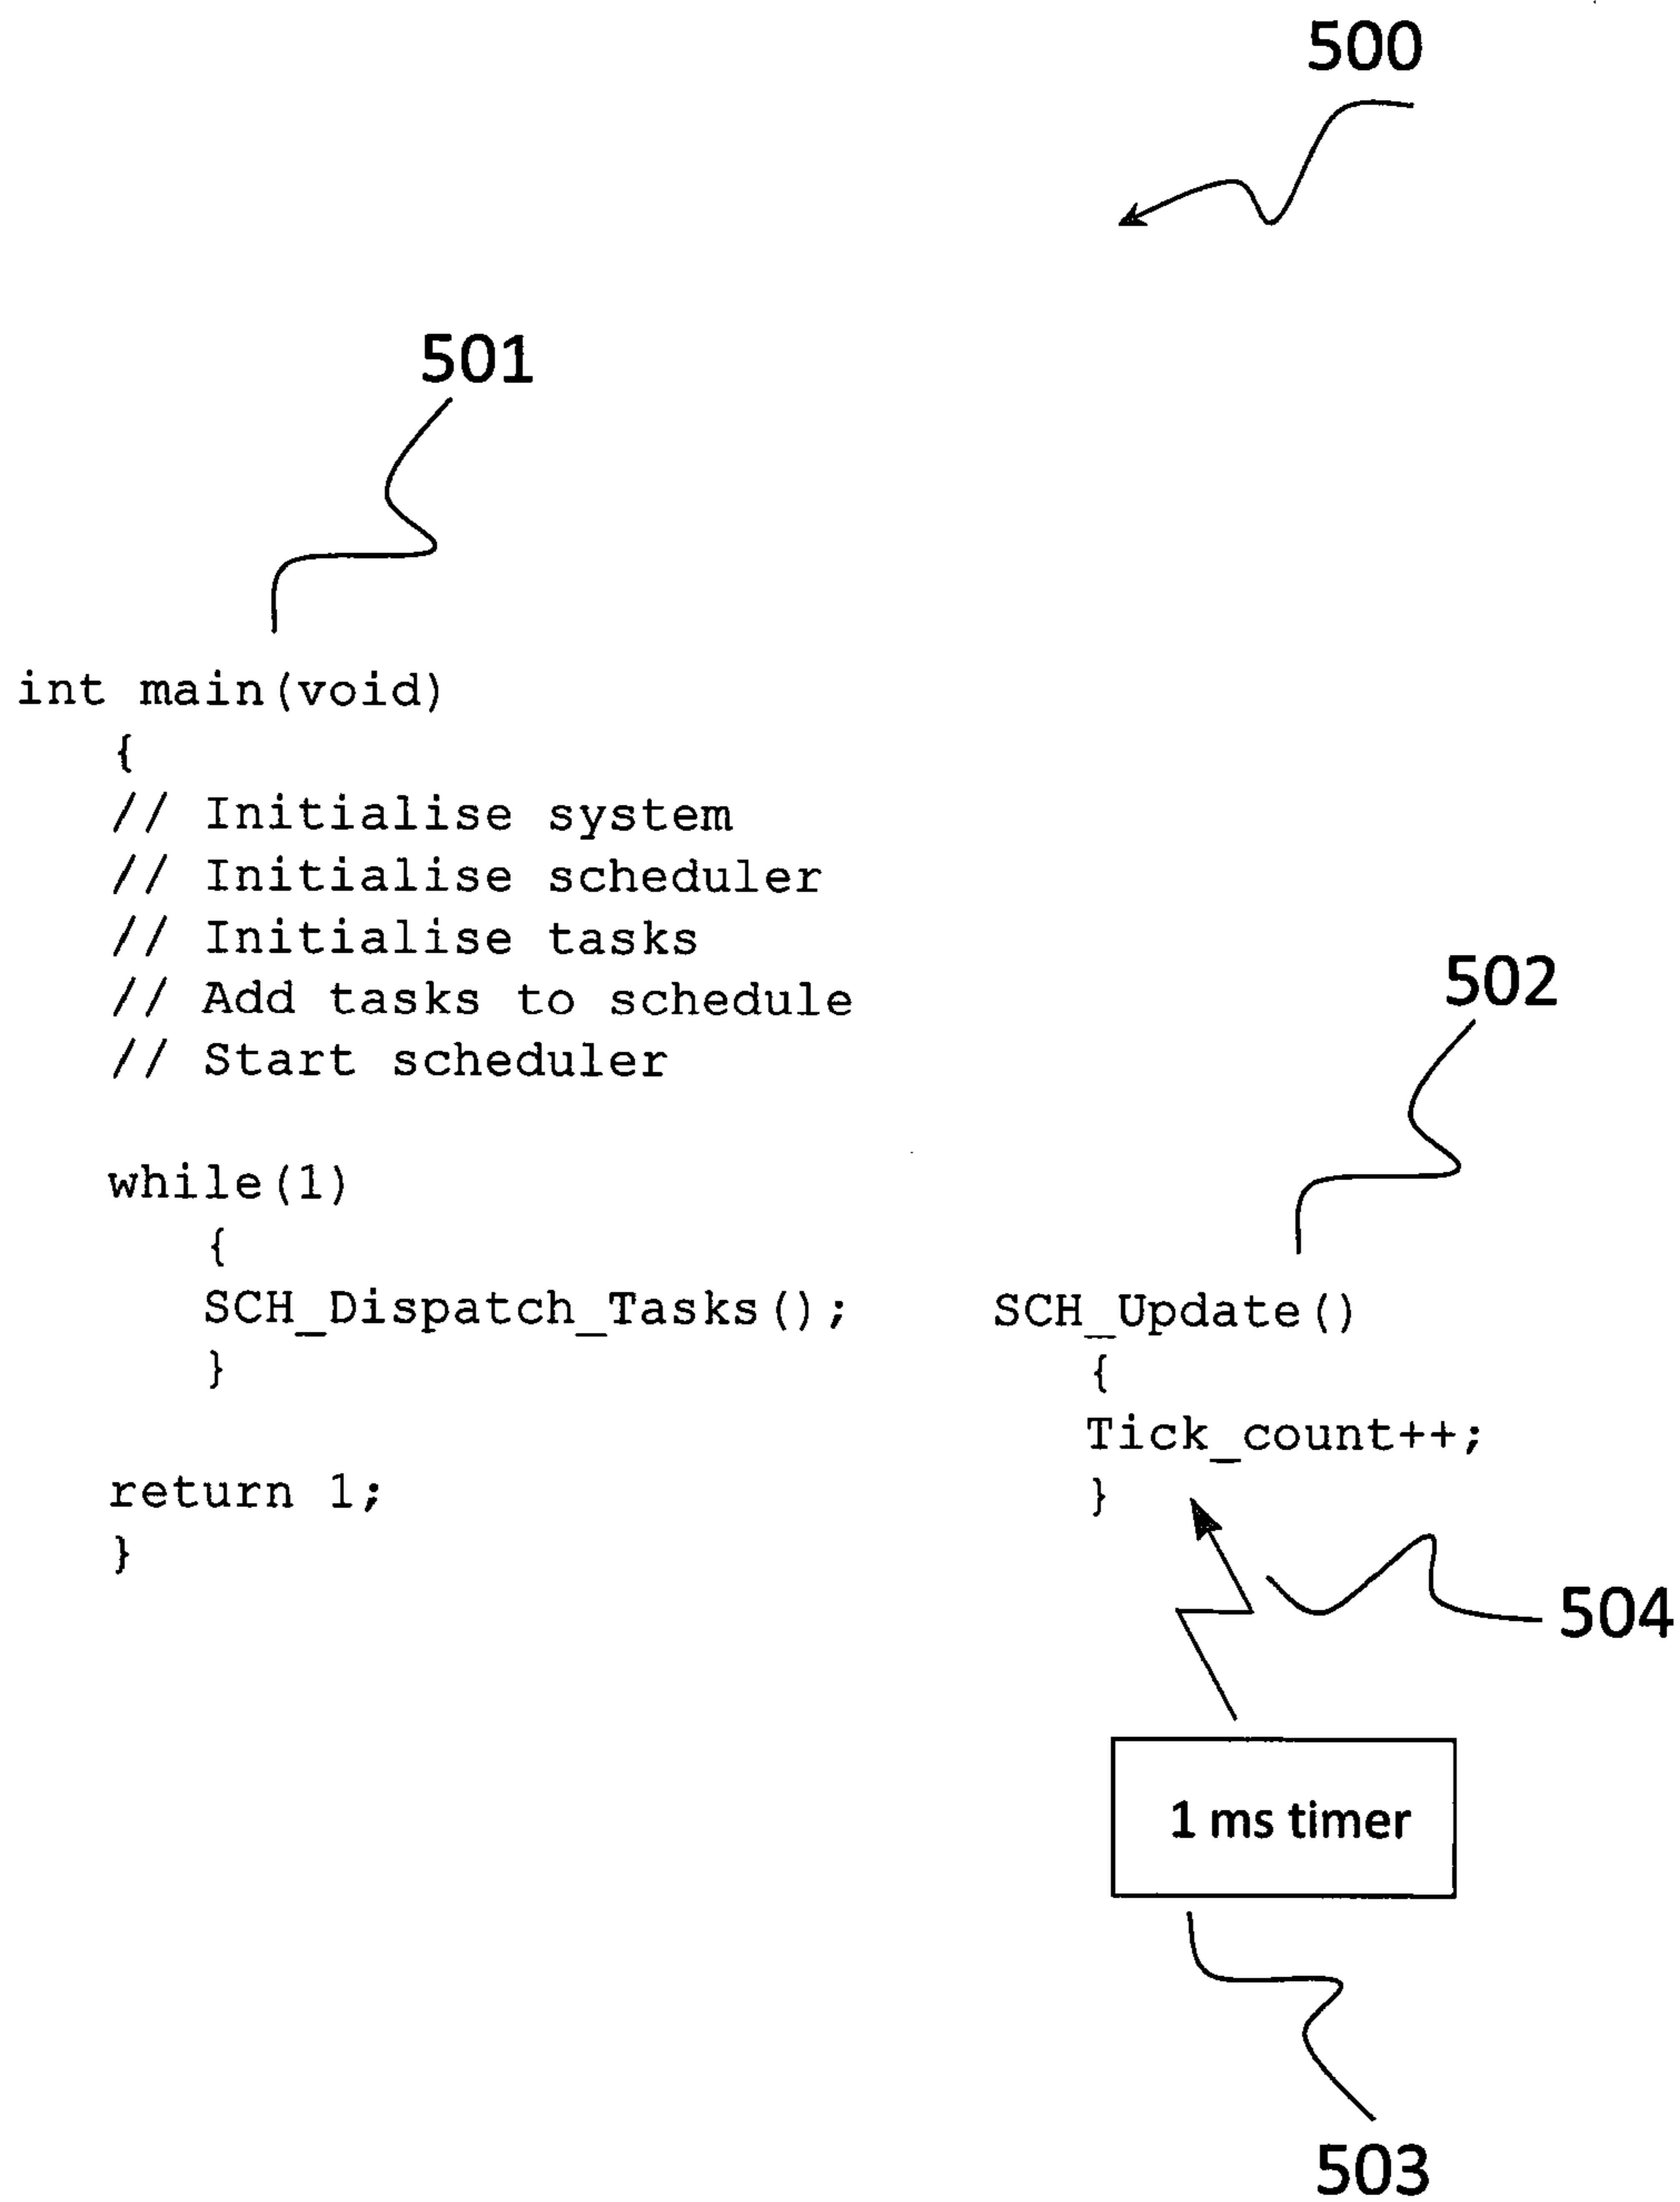 500
501
int main(void)
{
// Initialise system
// Initialise scheduler
// Initialise tasks
// Add tasks to schedule
// Start scheduler
while(1)
{
SCH_Dispatch_Tasks();
}
return 1;
}
502
SCH_Update()
{
Tick_count++;
}
504
1 ms timer
503